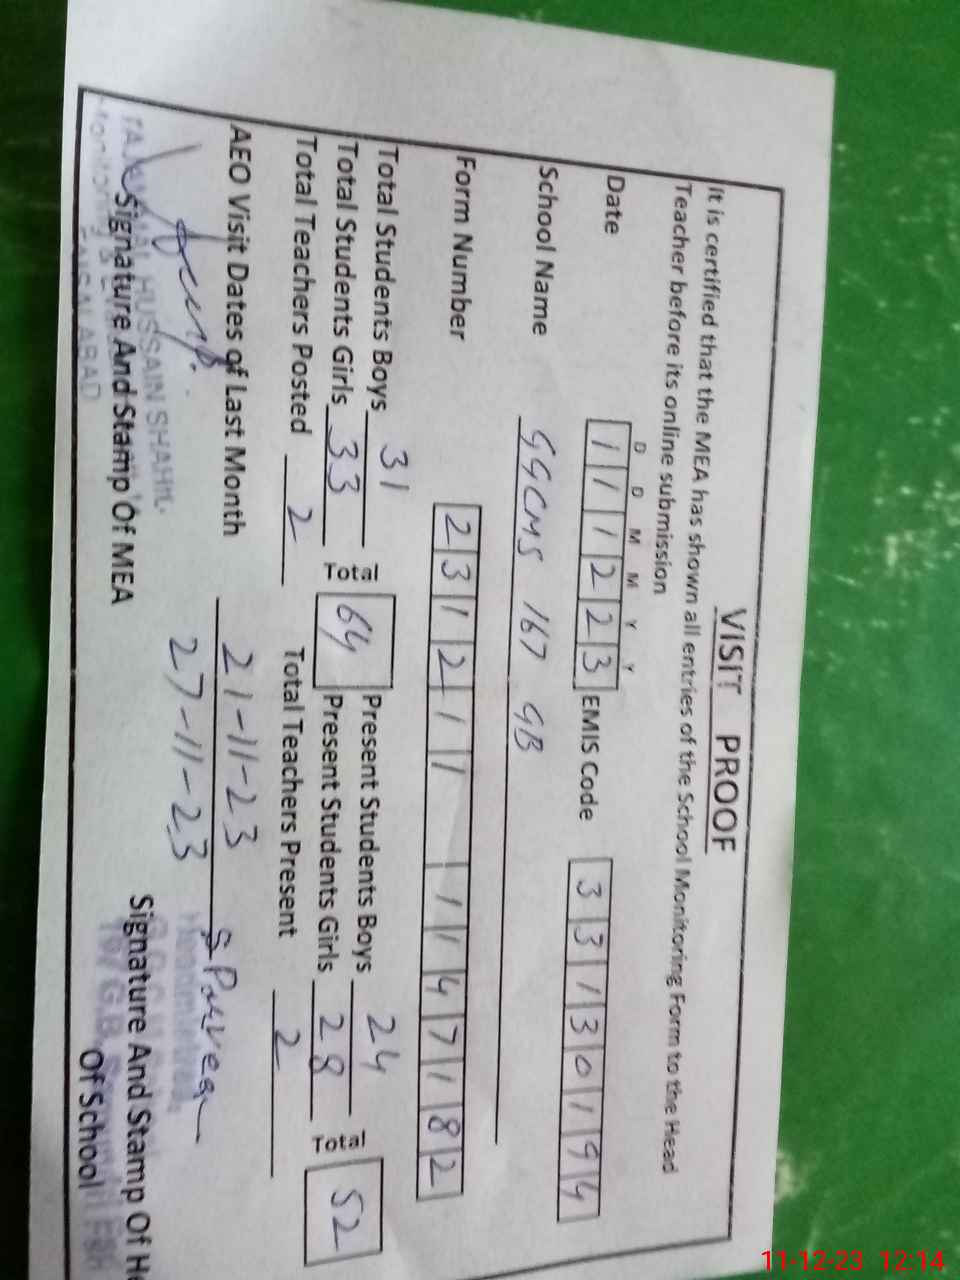 VISIT PROOF
It is certified that the MEA has shown all entries of the School Monitoring Form to the Head
Teacher before its online submission
D D M M Y Y
Date 1 1 1 2 2 3 EMIS Code 3 3 1 3 0 1 9 4
School Name GGCMS 167 GB
Form Number 2 3 1 2 1 1 1 1 4 7 1 8 2
Total Students Boys 31 Total 64 Present Students Boys 24 Total 52
Total Students Girls 33 Present Students Girls 28
Total Teachers Posted 2 Total Teachers Present 2
AEO Visit Dates of Last Month 21-11-23
27-11-23
S Parveen
HUSSAIN SHAH
FAISALABAD
Signature And Stamp Of MEA
Signature And Stamp Of He
Of School
11-12-23 12:14